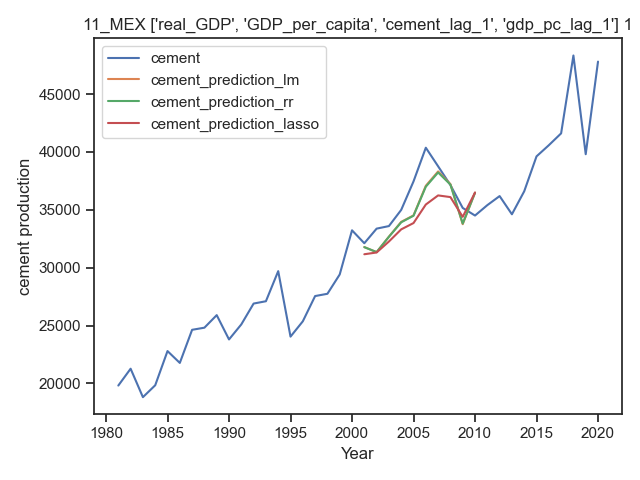 11_MEX ['real_GDP', 'GDP_per_capita', 'cement_lag_1', 'gdp_pc_lag_1'] 1
cement
cement_prediction_lm
cement_prediction_rr
cement_prediction_lasso
45000
40000
35000
30000
25000
20000
cement production
1980 1985 1990 1995 2000 2005 2010 2015 2020
Year